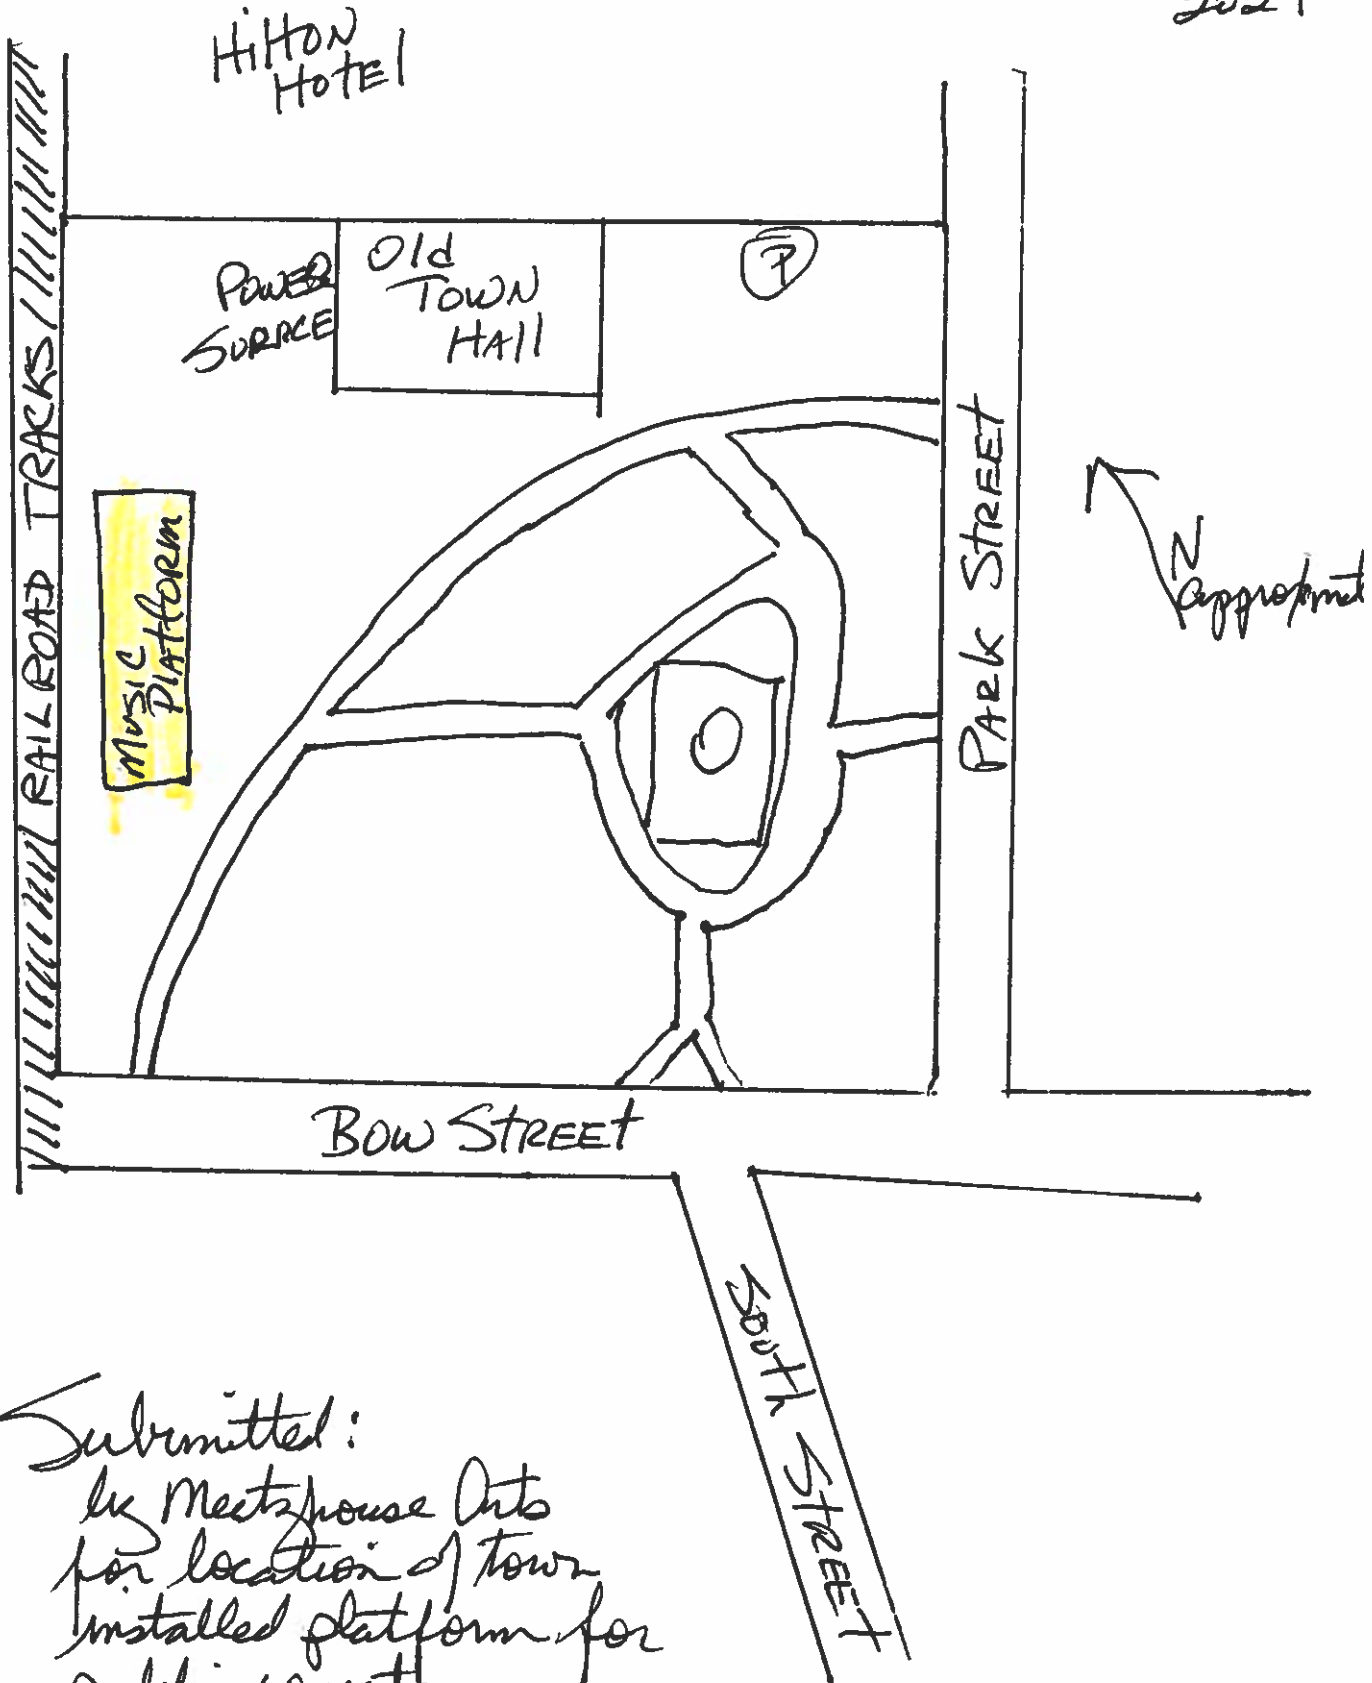 HiltON
HOTEl
POWER
SORRCE
Old
TOWN
HAll
P
RAILROAD TRACKS
MUSIC
PlAtfORM
PARK StREEt
N
BOW STREEt
South StREEt
Submitted:
by Meetinghouse Arts
for location of town
installed platform for